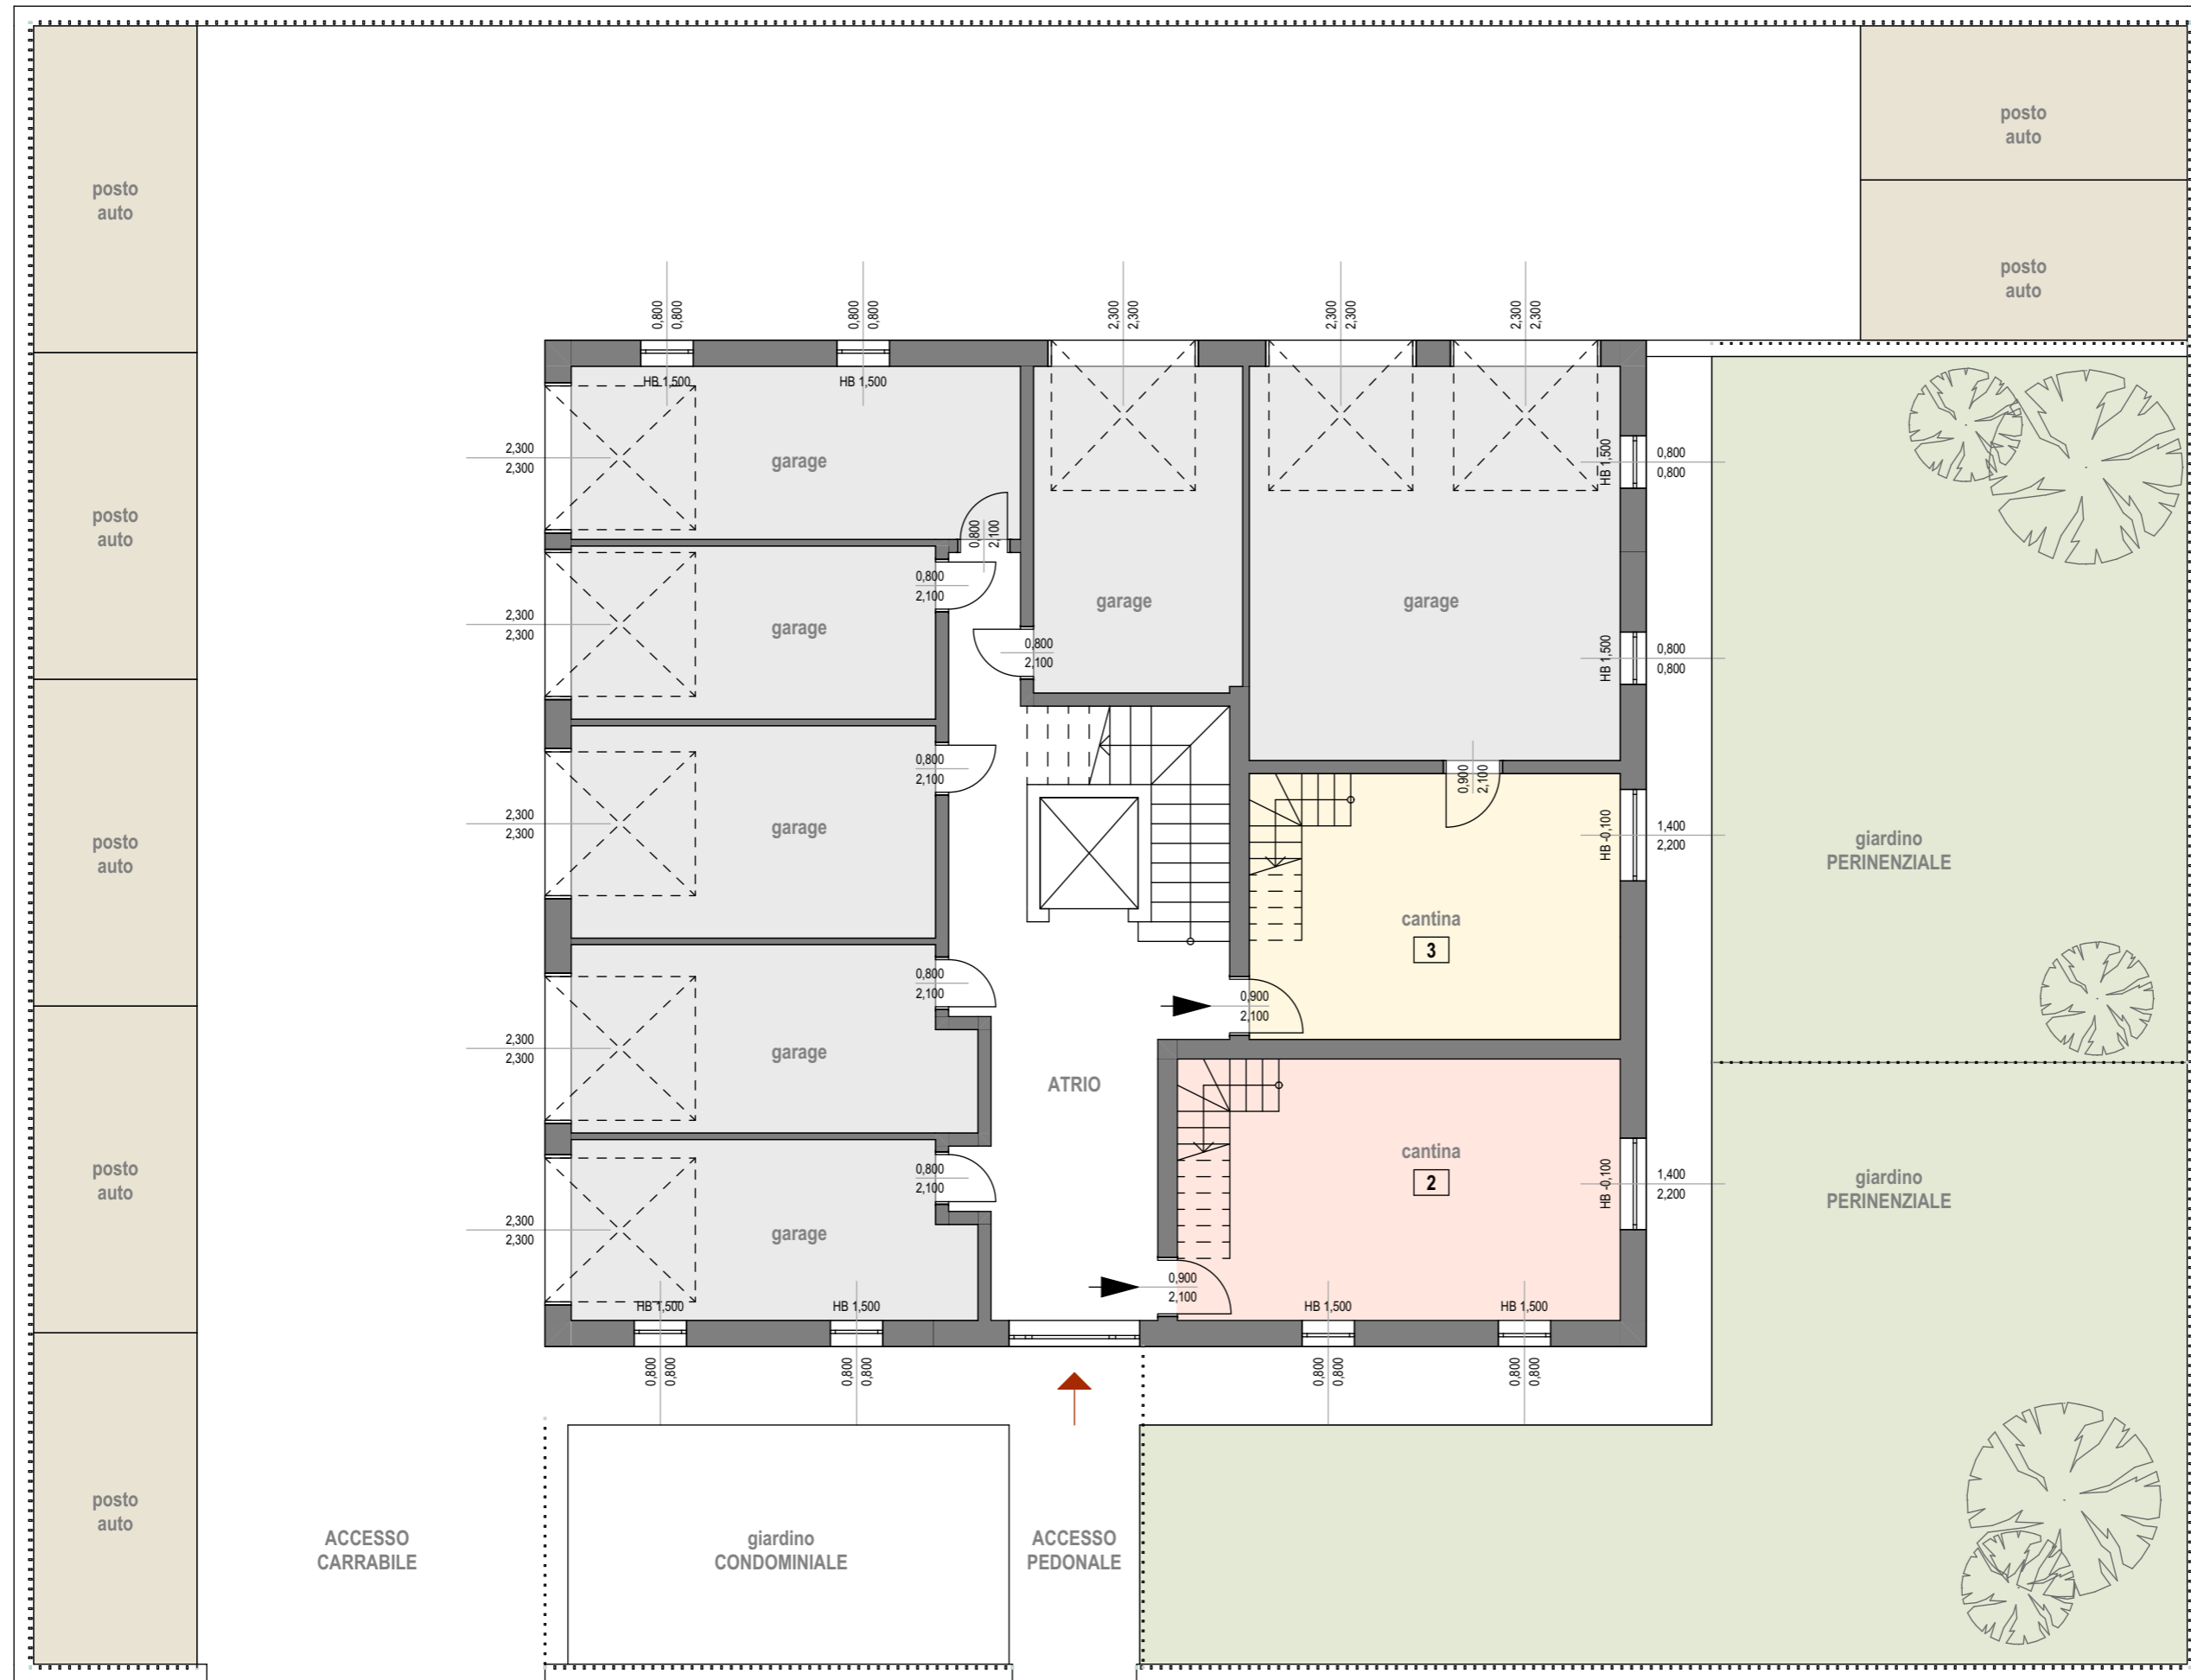 posto
auto
posto
auto
posto
auto
0,800
0,800
0,800
0,800
2,300
2,300
2,300
2,300
2,300
2,300
HB 1,500
HB 1,500
2,300
2,300
garage
HB 1,500
0,800
0,800
posto
auto
0,800
2,100
0,800
2,100
2,300
2,300
garage
garage
garage
0,800
2,100
HB 1,500
0,800
0,800
0,800
2,100
0,900
2,100
posto
auto
2,300
2,300
garage
HB -0,100
1,400
2,200
giardino
PERINENZIALE
cantina
3
0,800
2,100
0,900
2,100
2,300
2,300
garage
ATRIO
posto
auto
0,800
2,100
cantina
2
HB -0,100
1,400
2,200
giardino
PERINENZIALE
2,300
2,300
garage
0,900
2,100
HB 1,500
HB 1,500
HB 1,500
HB 1,500
0,800
0,800
0,800
0,800
0,800
0,800
0,800
0,800
posto
auto
ACCESSO
CARRABILE
giardino
CONDOMINIALE
ACCESSO
PEDONALE